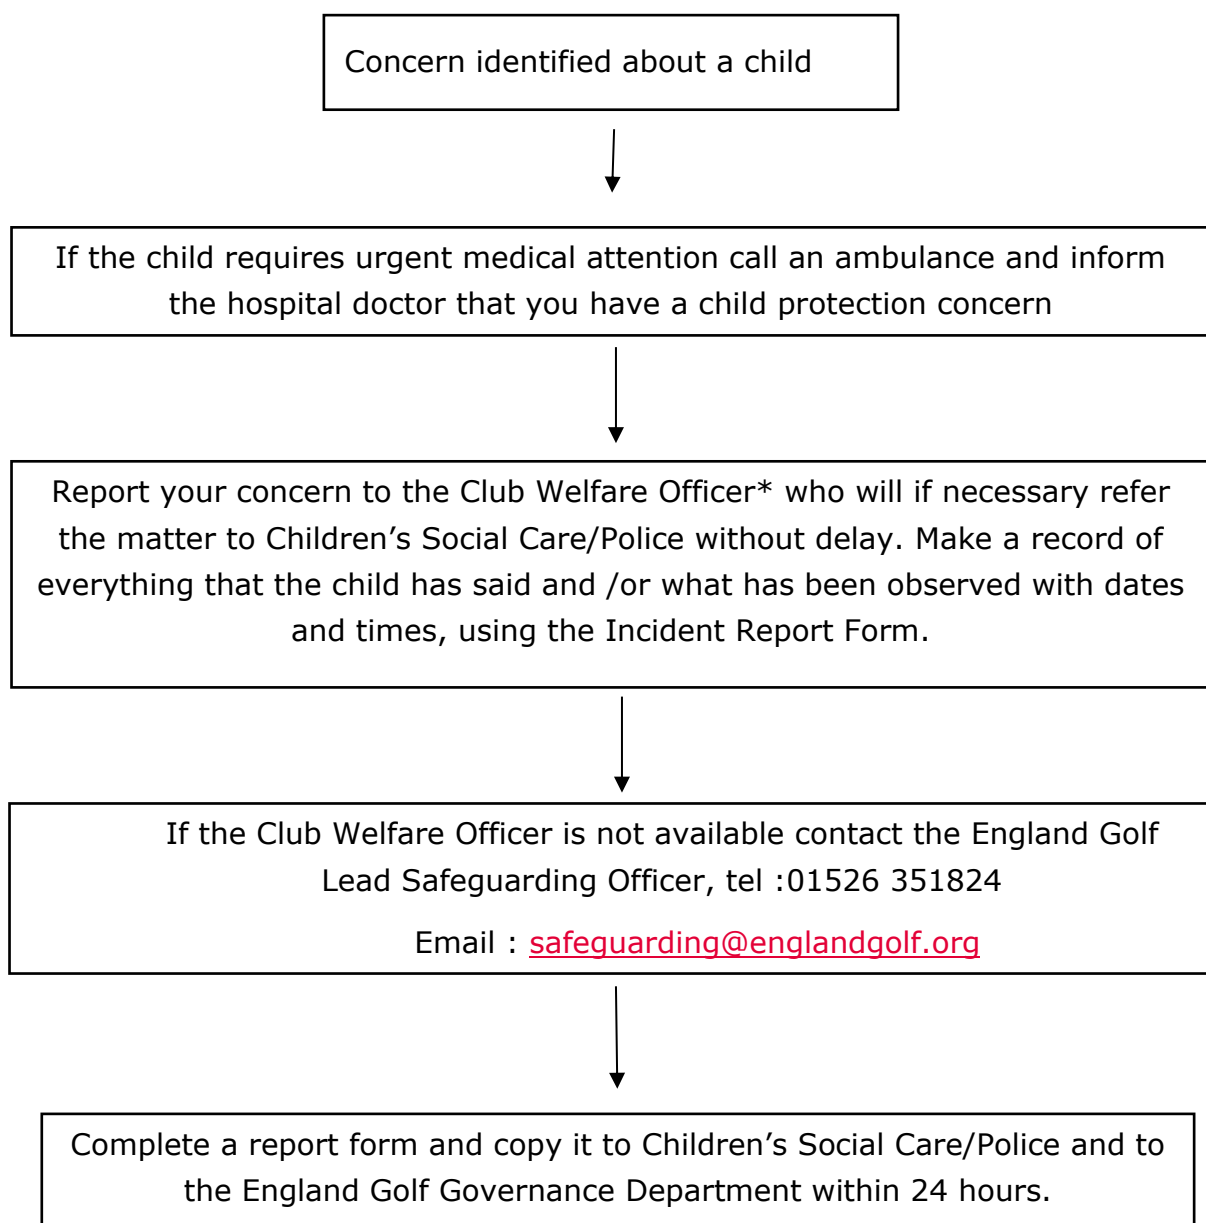 Concern identified about a child
If the child requires urgent medical attention call an ambulance and inform
the hospital doctor that you have a child protection concern
Report your concern to the Club Welfare Officer* who will if necessary refer
the matter to Children’s Social Care/Police without delay. Make a record of
everything that the child has said and /or what has been observed with dates
and times, using the Incident Report Form.
If the Club Welfare Officer is not available contact the England Golf
Lead Safeguarding Officer, tel :01526 351824
Email : safeguarding@englandgolf.org
Complete a report form and copy it to Children’s Social Care/Police and to
the England Golf Governance Department within 24 hours.